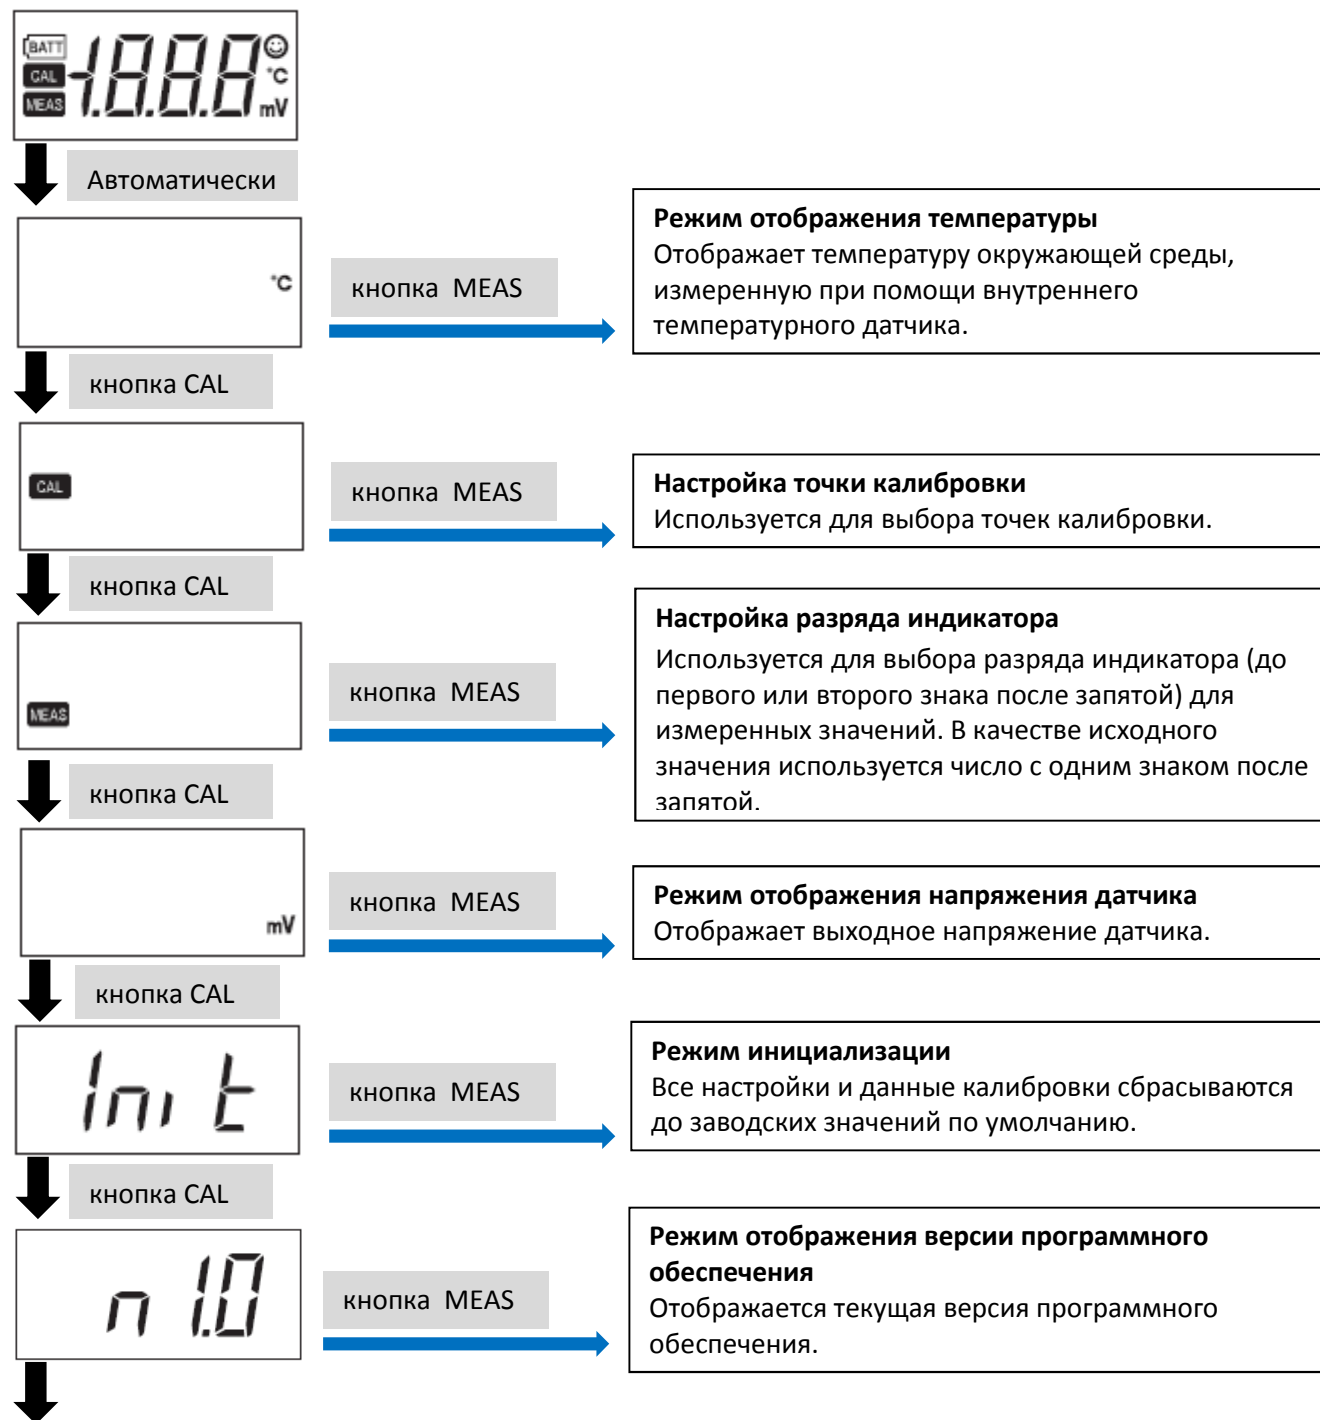 BATT
CAL
MEAS
-1.8.8.8
°C
mV
Автоматически
°C
кнопка MEAS
Режим отображения температуры
Отображает температуру окружающей среды,
измеренную при помощи внутреннего
температурного датчика.
кнопка CAL
CAL
кнопка MEAS
Настройка точки калибровки
Используется для выбора точек калибровки.
кнопка CAL
MEAS
кнопка MEAS
Настройка разряда индикатора
Используется для выбора разряда индикатора (до
первого или второго знака после запятой) для
измеренных значений. В качестве исходного
значения используется число с одним знаком после
запятой.
кнопка CAL
mV
кнопка MEAS
Режим отображения напряжения датчика
Отображает выходное напряжение датчика.
кнопка CAL
Init
кнопка MEAS
Режим инициализации
Все настройки и данные калибровки сбрасываются
до заводских значений по умолчанию.
кнопка CAL
n 1.0
кнопка MEAS
Режим отображения версии программного
обеспечения
Отображается текущая версия программного
обеспечения.